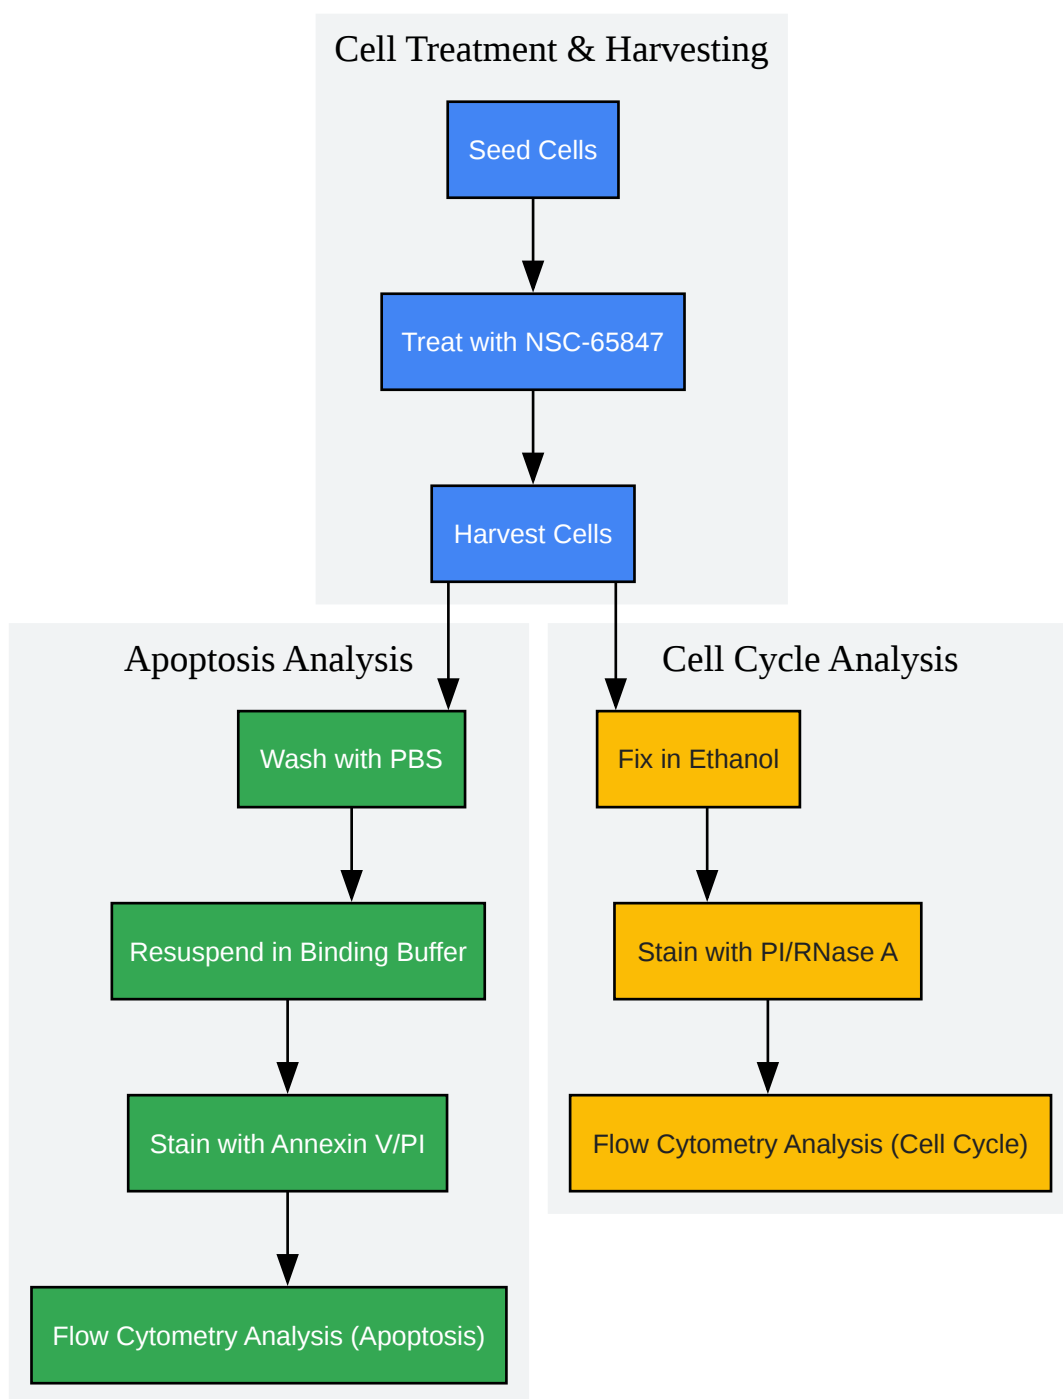 Cell Treatment & Harvesting
Seed Cells
Treat with NSC-65847
Harvest Cells
Apoptosis Analysis
Wash with PBS
Resuspend in Binding Buffer
Stain with Annexin V/PI
Flow Cytometry Analysis (Apoptosis)
Cell Cycle Analysis
Fix in Ethanol
Stain with PI/RNase A
Flow Cytometry Analysis (Cell Cycle)